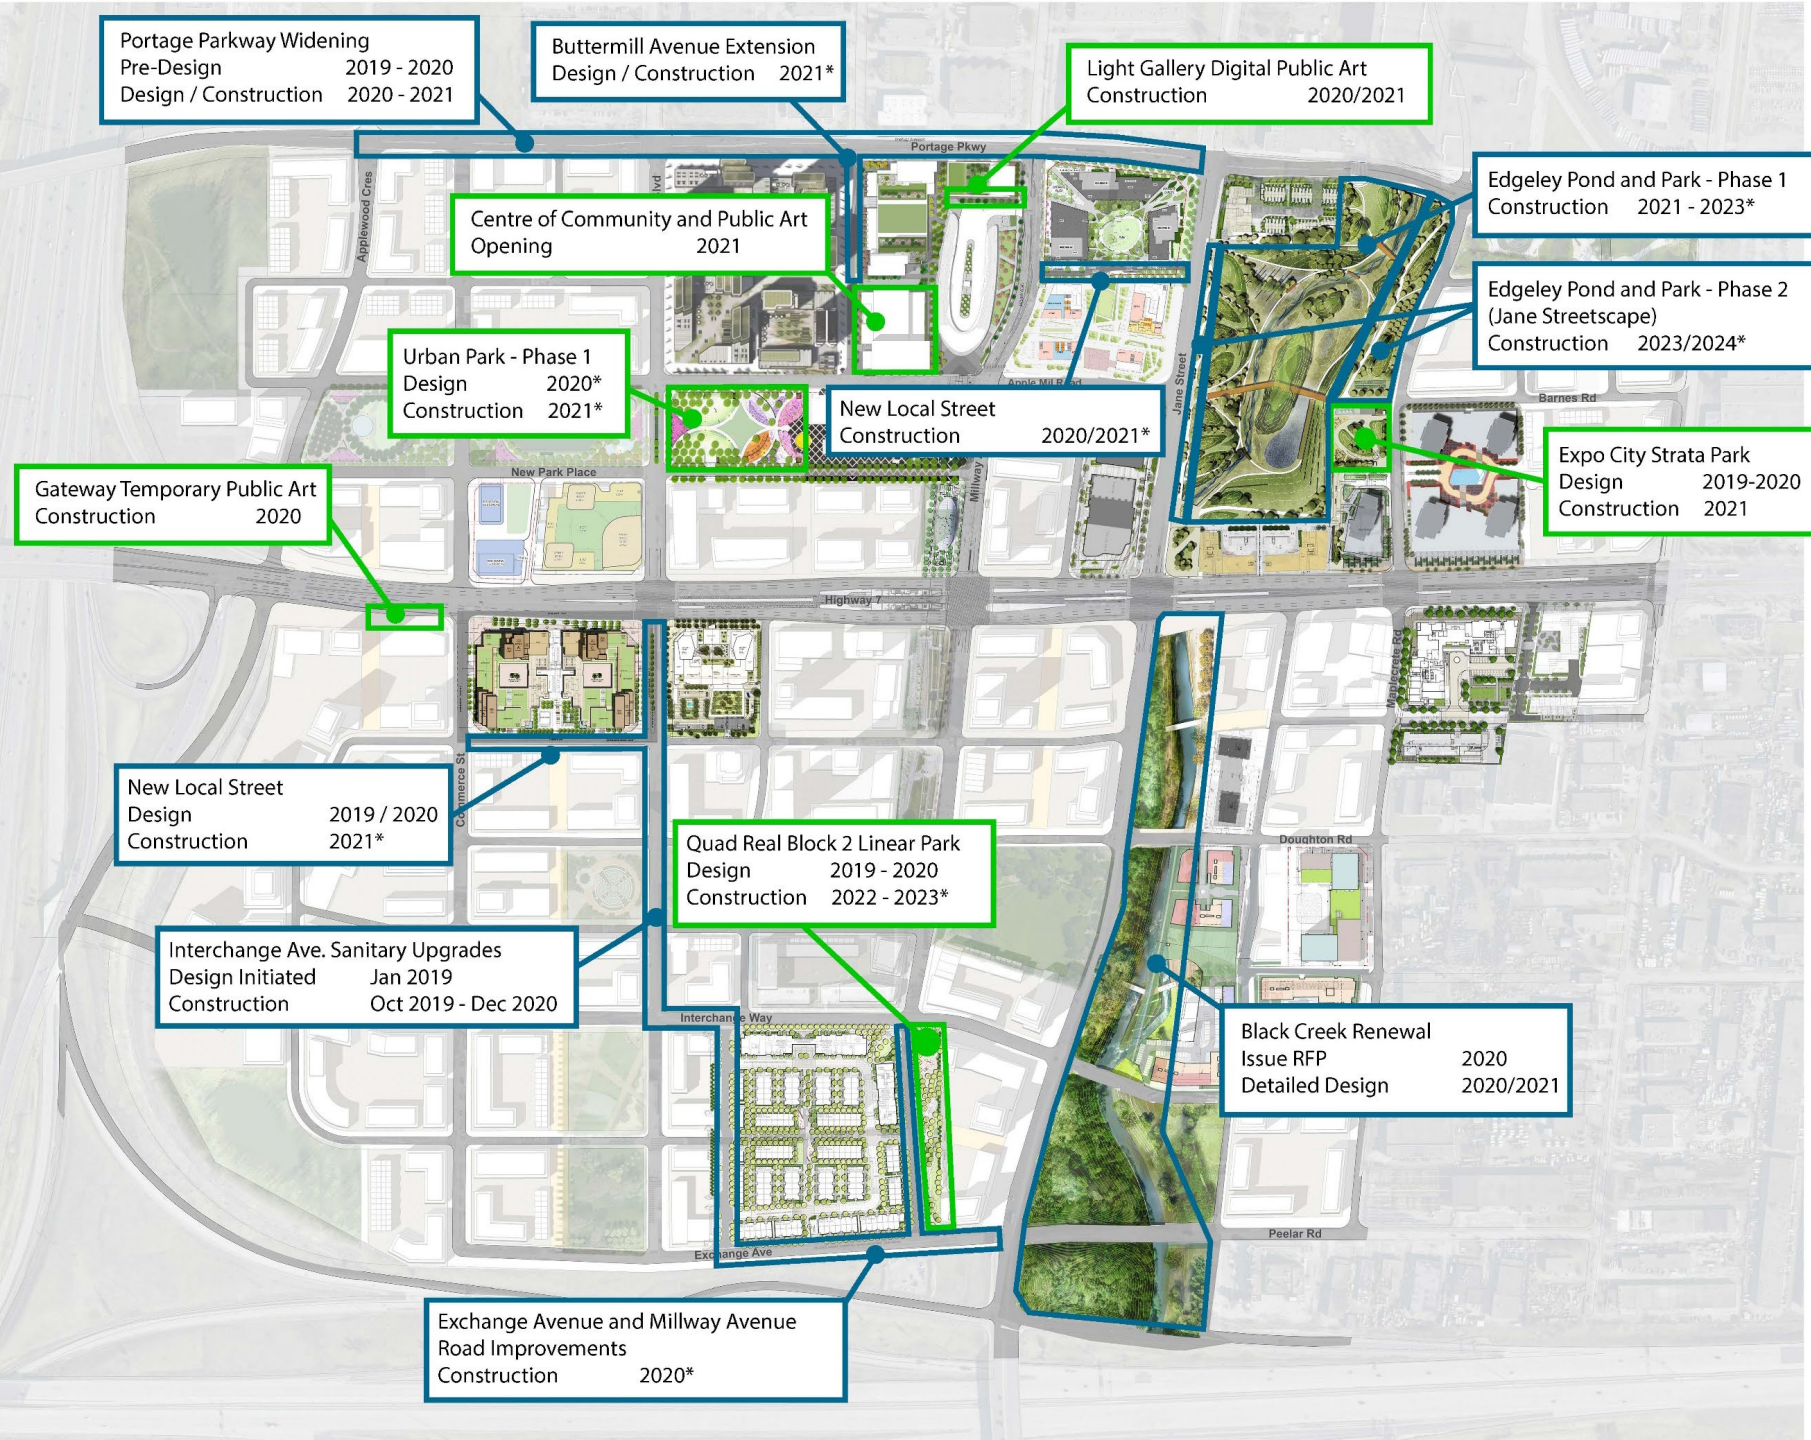 Portage Parkway Widening
Pre-Design 2019 - 2020
Design / Construction 2020 - 2021
Buttermill Avenue Extension
Design / Construction 2021*
Light Gallery Digital Public Art
Construction 2020/2021
Portage Pkwy
Edgeley Pond and Park - Phase 1
Construction 2021 - 2023*
Applewood Cres
lvd
Centre of Community and Public Art
Opening 2021
Edgeley Pond and Park - Phase 2
(Jane Streetscape)
Construction 2023/2024*
Urban Park - Phase 1
Design 2020*
Construction 2021*
Jane Street
Apple Mil Road
New Local Street
Construction 2020/2021*
Barnes Rd
Expo City Strata Park
Design 2019-2020
Construction 2021
New Park Place
Millway
Gateway Temporary Public Art
Construction 2020
Highway 7
Maplecrete Rd
Commerce St
New Local Street
Design 2019 / 2020
Construction 2021*
Doughton Rd
Quad Real Block 2 Linear Park
Design 2019 - 2020
Construction 2022 - 2023*
Interchange Ave. Sanitary Upgrades
Design Initiated Jan 2019
Construction Oct 2019 - Dec 2020
Interchange Way
Black Creek Renewal
Issue RFP 2020
Detailed Design 2020/2021
Peelar Rd
Exchange Ave
Exchange Avenue and Millway Avenue
Road Improvements
Construction 2020*